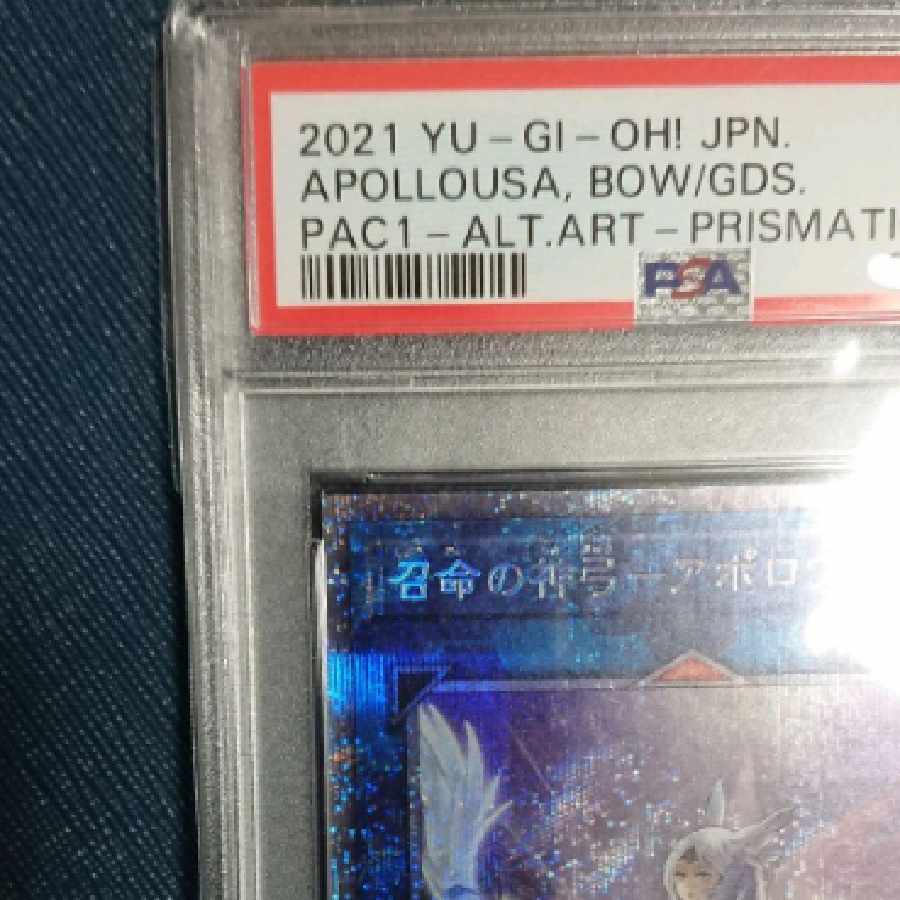 2021 YU-GI-OH! JPN.
APOLLOUSA, BOW/GDS.
PAC1-ALT.ART-PRISMATI
PSA
召命の神弓-アポロ